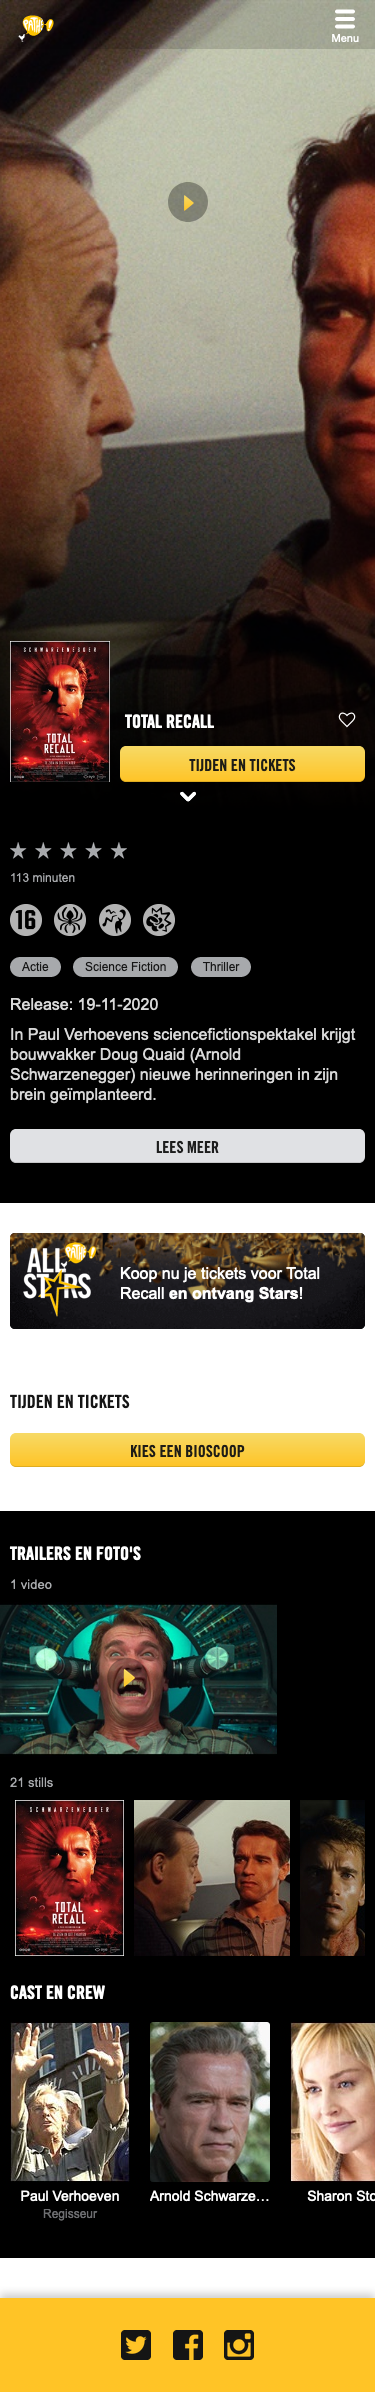 PATHÉ
Menu
SCHWARZENEGGER
TOTAL
RECALL
TOTAL RECALL
TIJDEN EN TICKETS
113 minuten
16
Actie
Science Fiction
Thriller
Release: 19-11-2020
In Paul Verhoevens sciencefictionspektakel krijgt
bouwvakker Doug Quaid (Arnold
Schwarzenegger) nieuwe herinneringen in zijn
brein geïmplanteerd.
LEES MEER
PATHÉ
ALL
STARS
Koop nu je tickets voor Total
Recall en ontvang Stars!
TIJDEN EN TICKETS
KIES EEN BIOSCOOP
TRAILERS EN FOTO'S
1 video
21 stills
SCHWARZENEGGER
TOTAL
RECALL
CAST EN CREW
Paul Verhoeven
Regisseur
Arnold Schwarze...
Sharon Sto